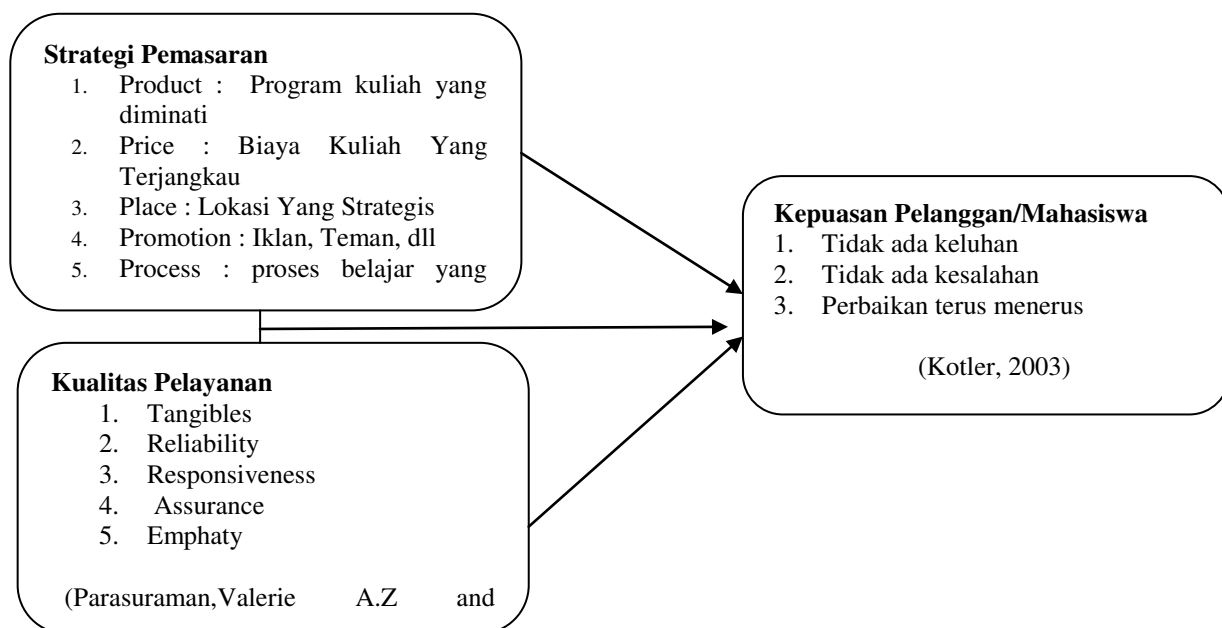 Strategi Pemasaran
1. Product : Program kuliah yang
diminati
2. Price : Biaya Kuliah Yang
Terjangkau
3. Place : Lokasi Yang Strategis
4. Promotion : Iklan, Teman, dll
5. Process : proses belajar yang
Kualitas Pelayanan
1. Tangibles
2. Reliability
3. Responsiveness
4. Assurance
5. Emphaty
(Parasuraman,Valerie A.Z and
Kepuasan Pelanggan/Mahasiswa
1. Tidak ada keluhan
2. Tidak ada kesalahan
3. Perbaikan terus menerus
(Kotler, 2003)